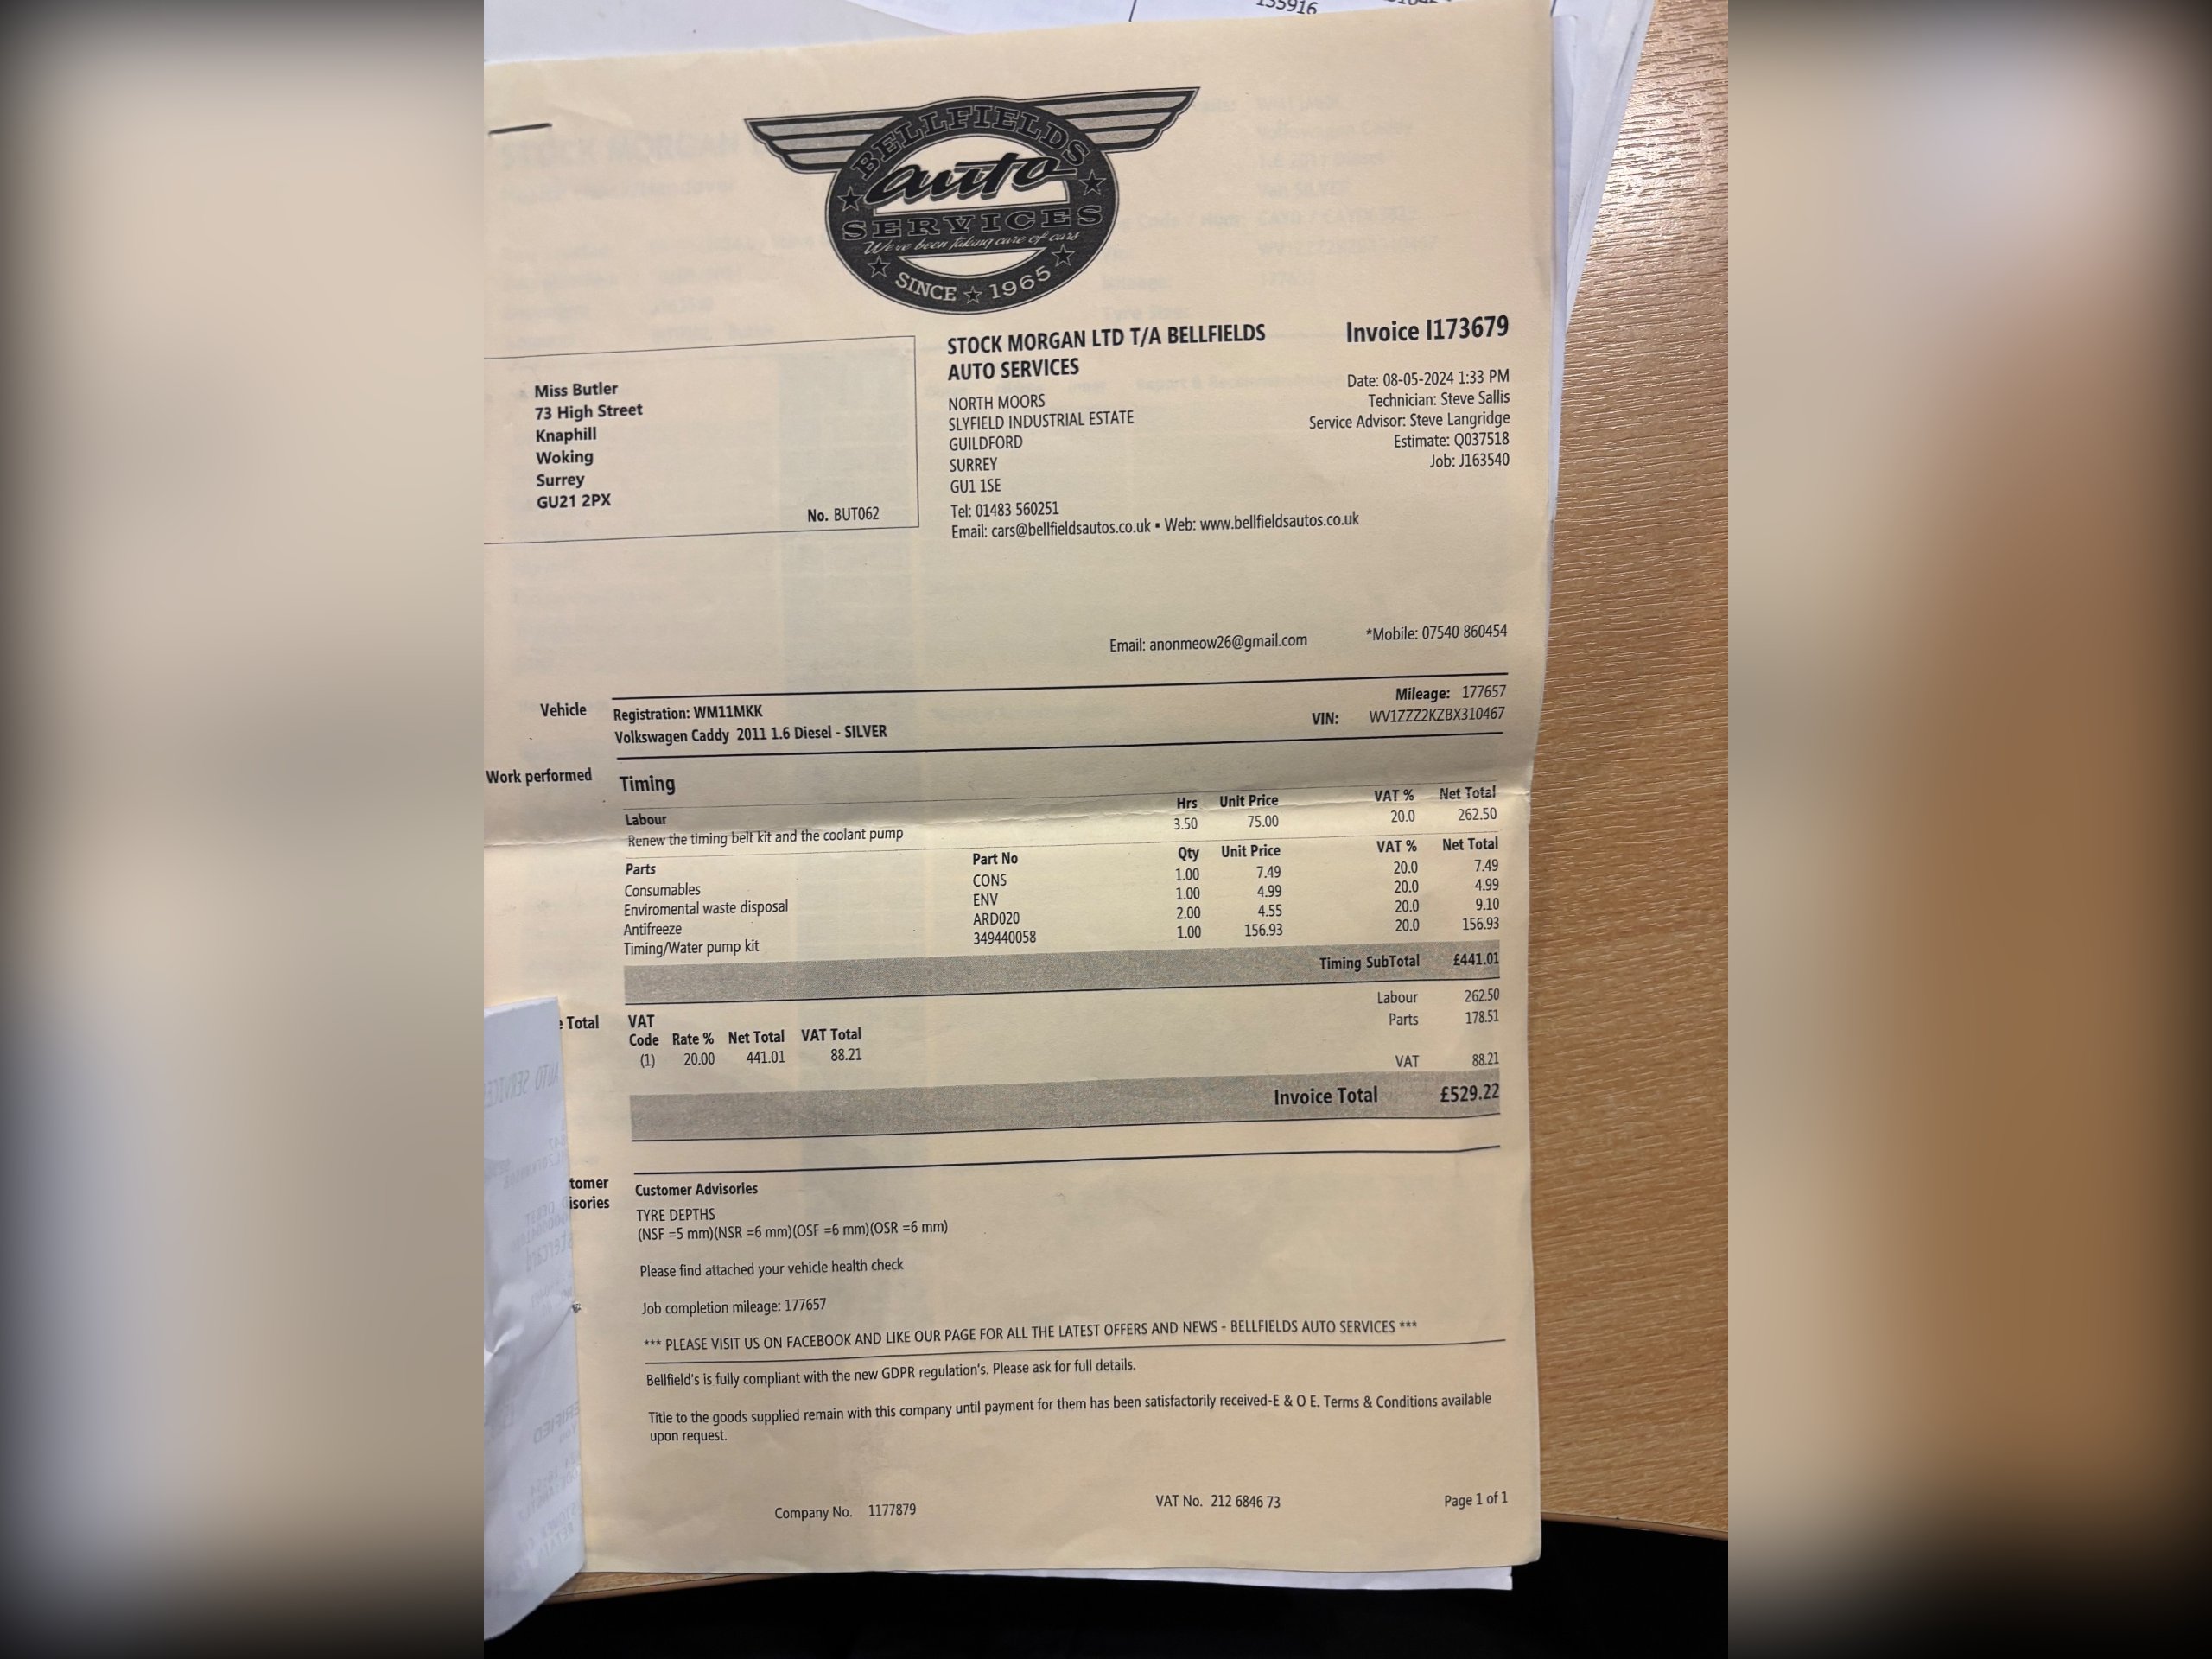 135916
BELLFIELDS
auto
SERVICES
We've been taking care of cars
SINCE 1965
STOCK MORGAN LTD T/A BELLFIELDS
AUTO SERVICES
NORTH MOORS
SLYFIELD INDUSTRIAL ESTATE
GUILDFORD
SURREY
GU1 1SE
Tel: 01483 560251
Email: cars@bellfieldsautos.co.uk ▪ Web: www.bellfieldsautos.co.uk
Invoice I173679
Date: 08-05-2024 1:33 PM
Technician: Steve Sallis
Service Advisor: Steve Langridge
Estimate: Q037518
Job: J163540
Miss Butler
73 High Street
Knaphill
Woking
Surrey
GU21 2PX
No. BUT062
Email: anonmeow26@gmail.com *Mobile: 07540 860454
Vehicle
Registration: WM11MKK Mileage: 177657
Volkswagen Caddy 2011 1.6 Diesel - SILVER VIN: WV1ZZZ2KZBX310467
Work performed
Timing
Labour Hrs Unit Price VAT % Net Total
Renew the timing belt kit and the coolant pump 3.50 75.00 20.0 262.50
Parts Part No Qty Unit Price VAT % Net Total
Consumables CONS 1.00 7.49 20.0 7.49
Enviromental waste disposal ENV 1.00 4.99 20.0 4.99
Antifreeze ARD020 2.00 4.55 20.0 9.10
Timing/Water pump kit 349440058 1.00 156.93 20.0 156.93
Timing SubTotal £441.01
Labour 262.50
Parts 178.51
VAT 88.21
e Total
VAT
Code Rate % Net Total VAT Total
(1) 20.00 441.01 88.21
Invoice Total £529.22
tomer
isories
Customer Advisories
TYRE DEPTHS
(NSF =5 mm)(NSR =6 mm)(OSF =6 mm)(OSR =6 mm)
Please find attached your vehicle health check
Job completion mileage: 177657
*** PLEASE VISIT US ON FACEBOOK AND LIKE OUR PAGE FOR ALL THE LATEST OFFERS AND NEWS - BELLFIELDS AUTO SERVICES ***
Bellfield's is fully compliant with the new GDPR regulation's. Please ask for full details.
Title to the goods supplied remain with this company until payment for them has been satisfactorily received-E & O E. Terms & Conditions available
upon request.
Company No. 1177879 VAT No. 212 6846 73 Page 1 of 1